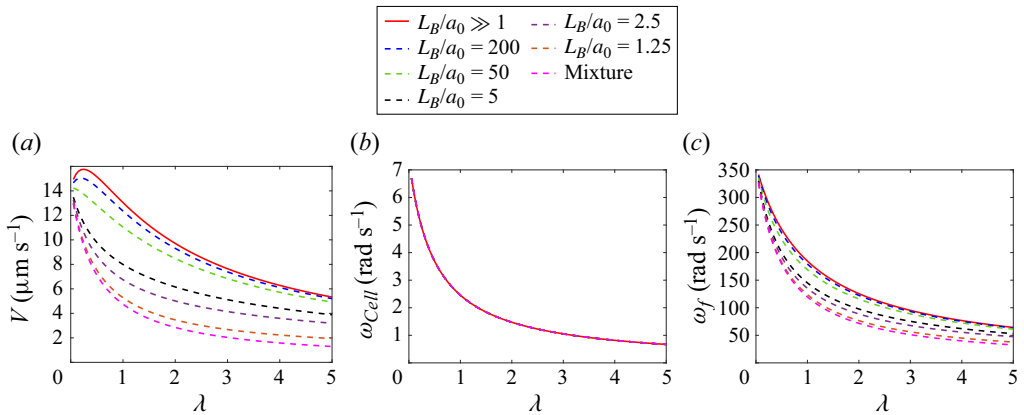 L_B/a_0 ≫ 1
L_B/a_0 = 200
L_B/a_0 = 50
L_B/a_0 = 5
L_B/a_0 = 2.5
L_B/a_0 = 1.25
Mixture
(a)
V (μm s⁻¹)
14
12
10
8
6
4
2
0 1 2 3 4 5
λ
(b)
ω_Cell (rad s⁻¹)
7
6
5
4
3
2
1
0 1 2 3 4 5
λ
(c)
ω_f (rad s⁻¹)
350
300
250
200
150
100
50
0 1 2 3 4 5
λ